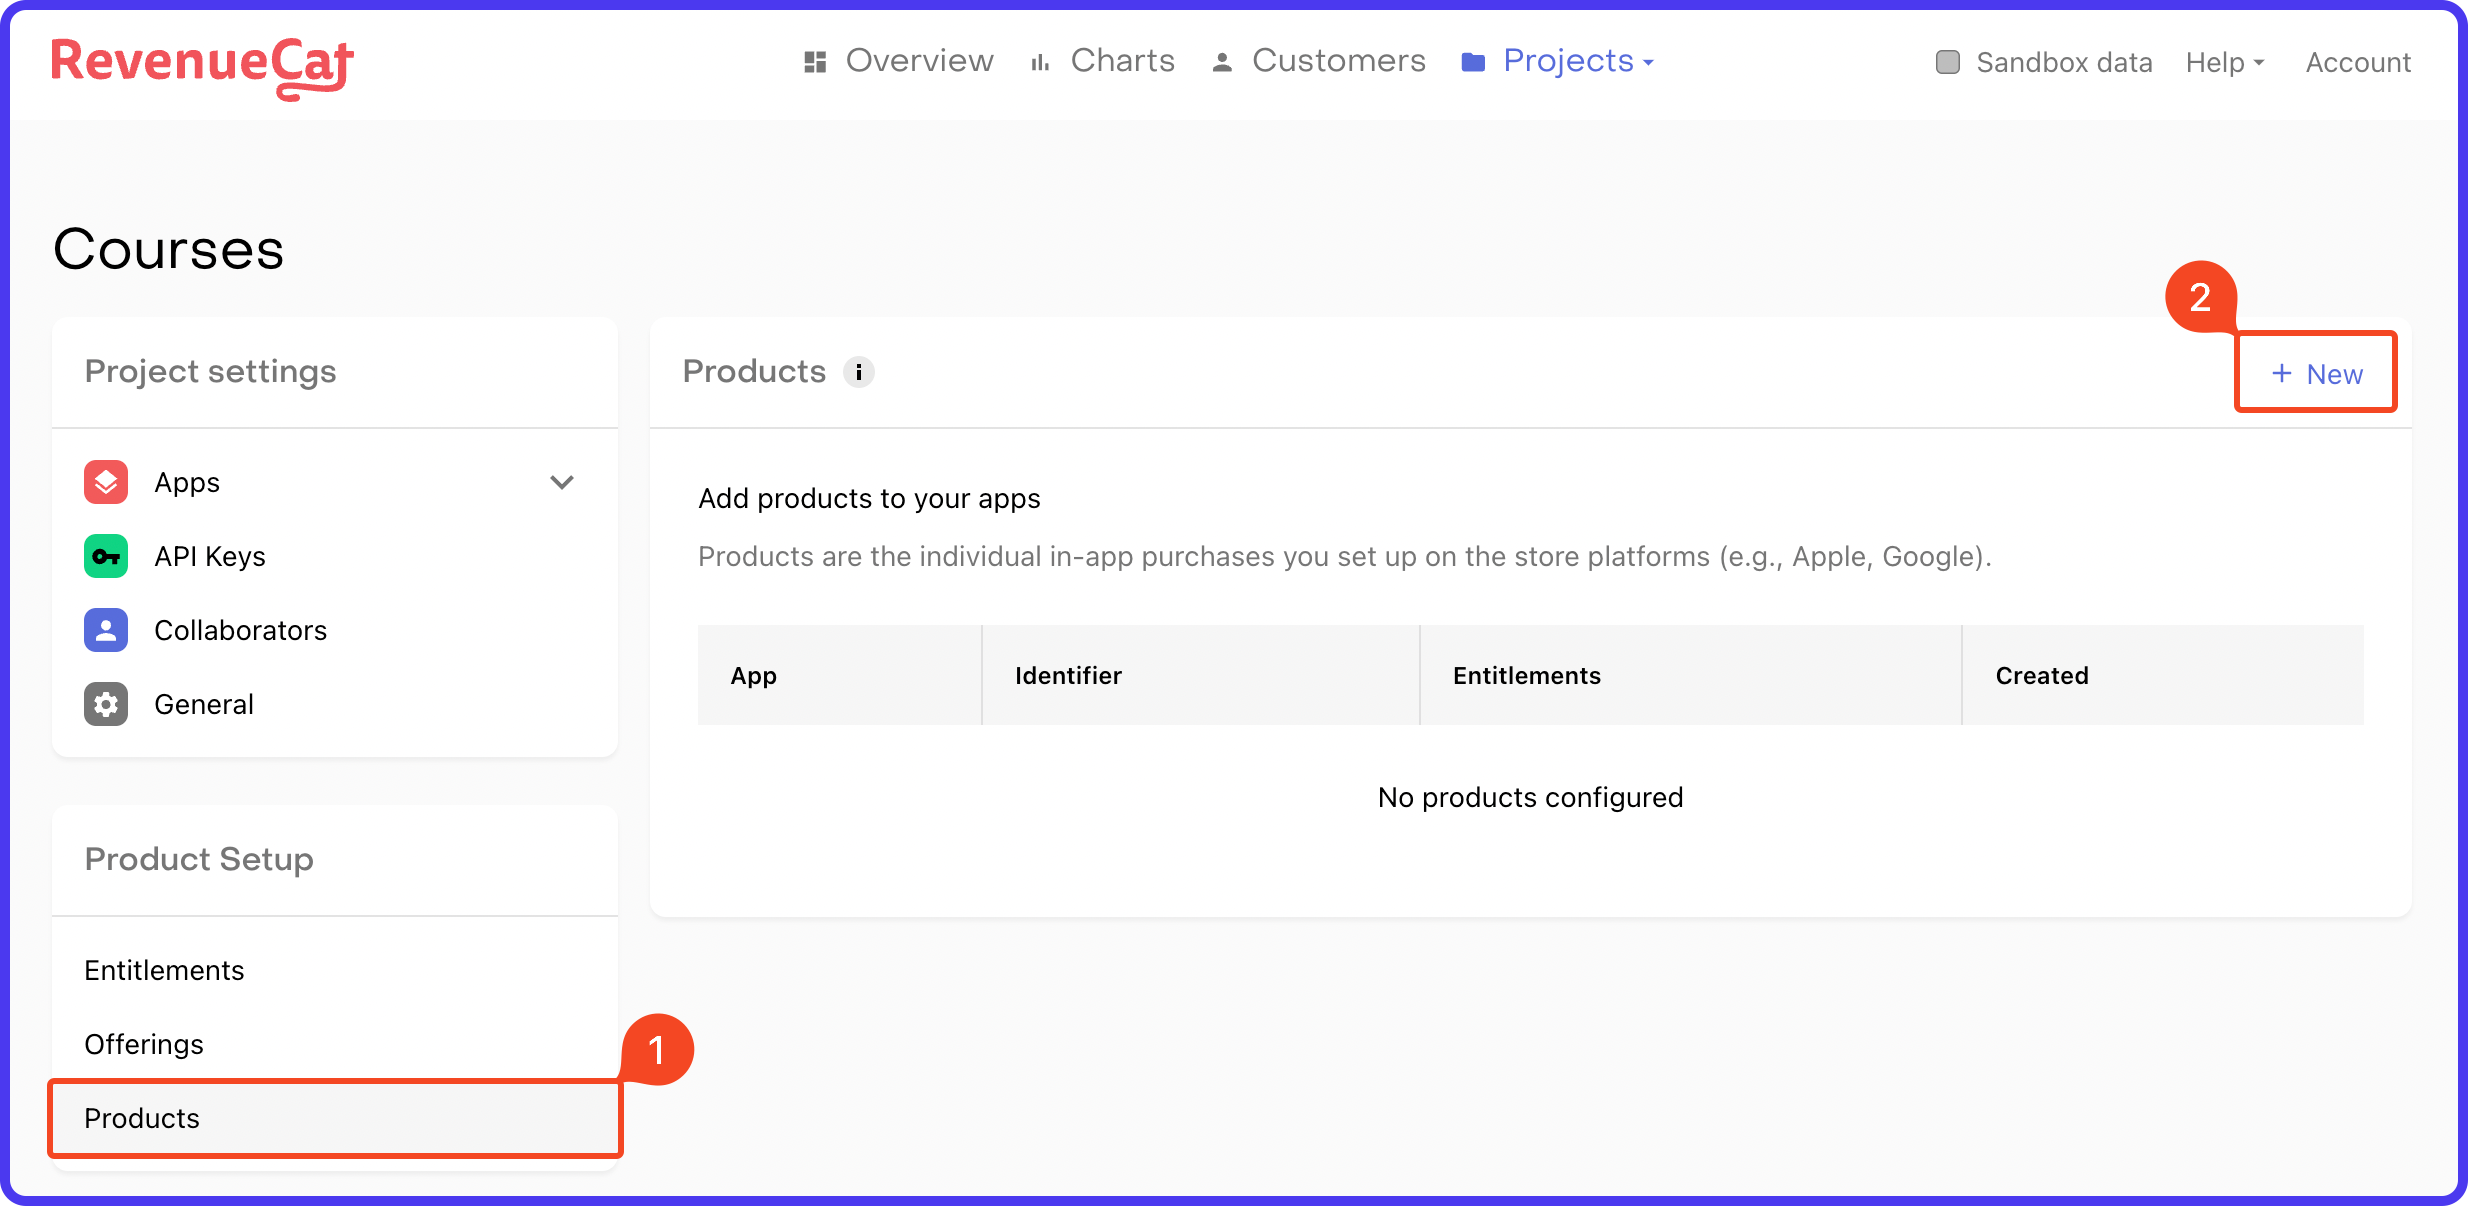 RevenueCat
Overview Charts Customers Projects
Sandbox data Help Account
Courses
Project settings
Apps
API Keys
Collaborators
General
Product Setup
Entitlements
Offerings
1
Products
2
Products i
+ New
Add products to your apps
Products are the individual in-app purchases you set up on the store platforms (e.g., Apple, Google).
App Identifier Entitlements Created
No products configured